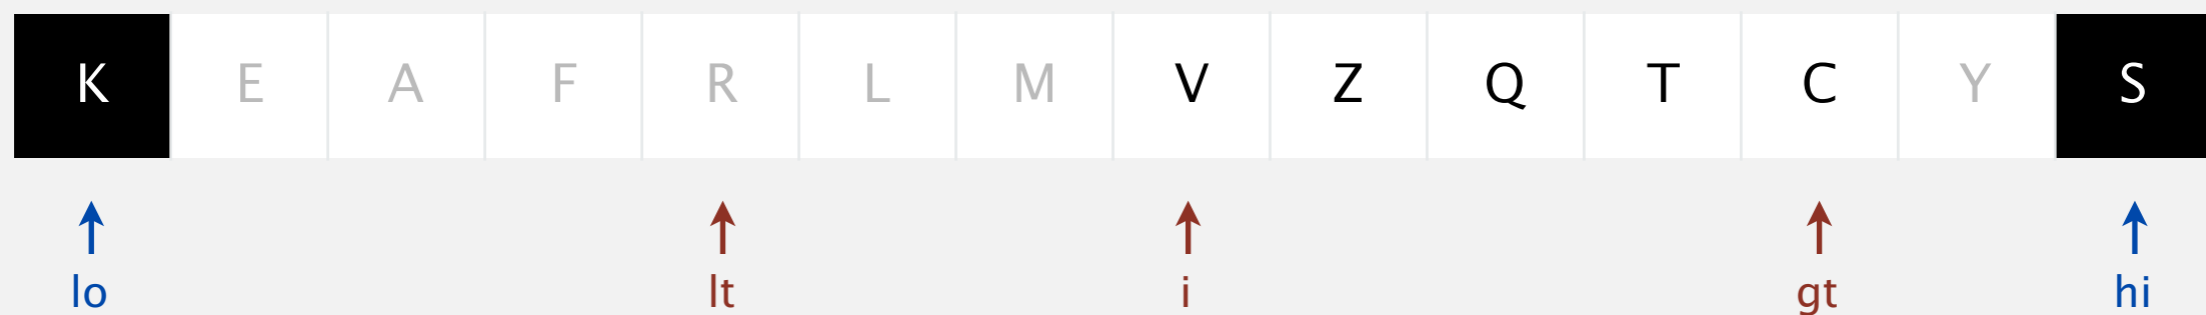 K E A F R L M V Z Q T C Y S
lo lt i gt hi